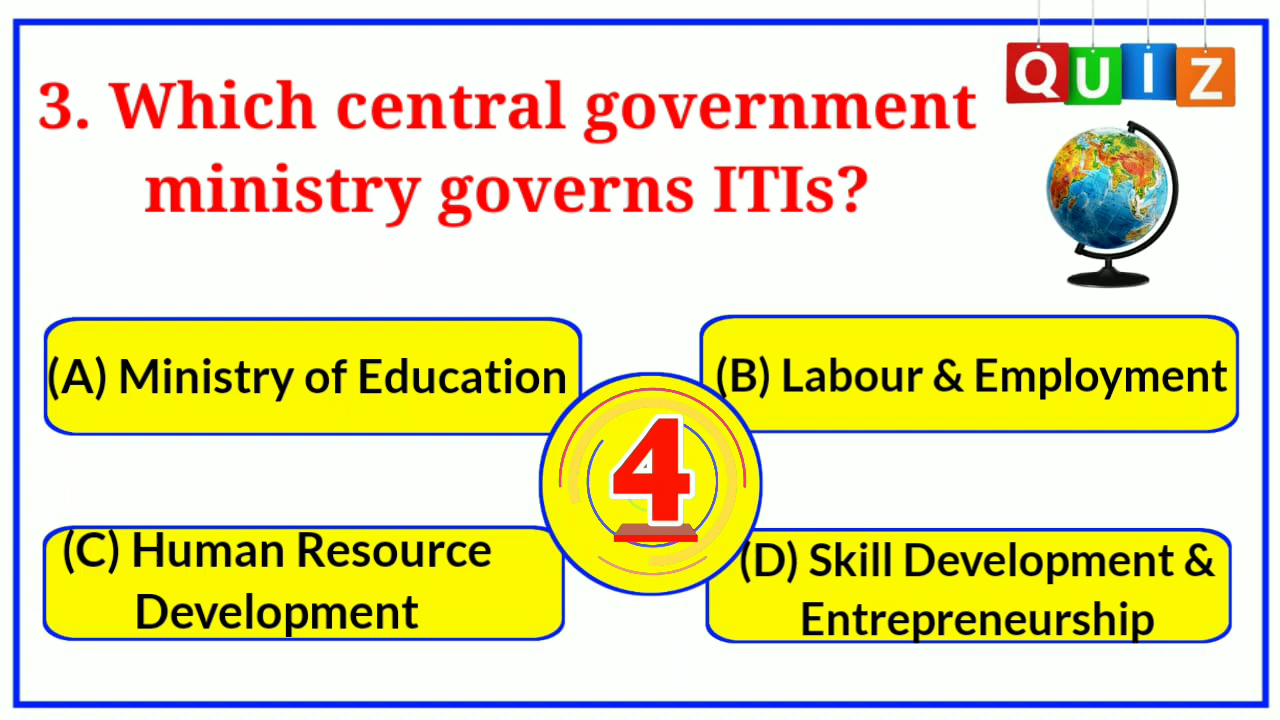 QUIZ
3. Which central government
ministry governs ITIs?
(A) Ministry of Education
(B) Labour & Employment
4
(C) Human Resource
Development
(D) Skill Development &
Entrepreneurship